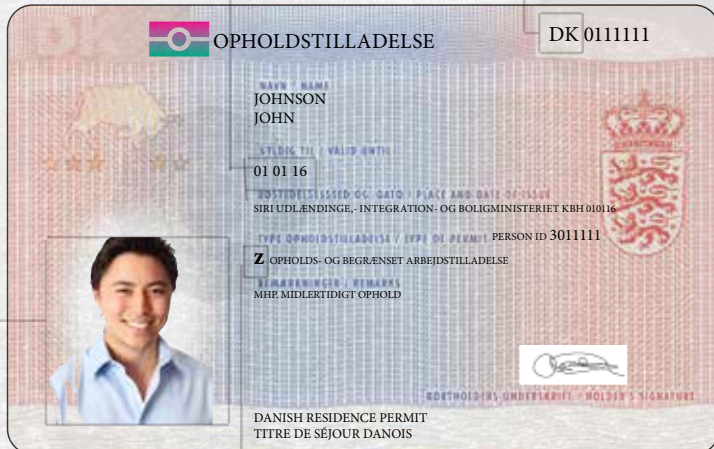 OPHOLDSTILLADELSE
DK 0111111
NAVN / NAME
JOHNSON
JOHN
GYLDIG TIL / VALID UNTIL
01 01 16
UDSTEDELSESSTED OG DATO / PLACE AND DATE OF ISSUE
SIRI UDLÆNDINGE,- INTEGRATION- OG BOLIGMINISTERIET KBH 010116
TYPE OPHOLDSTILLADELSE / TYPE OF PERMIT PERSON ID 3011111
Z OPHOLDS- OG BEGRÆNSET ARBEJDSTILLADELSE
BEMÆRKNINGER / REMARKS
MHP. MIDLERTIDIGT OPHOLD
KORTHOLDERS UNDERSKRIFT / HOLDER'S SIGNATURE
DANISH RESIDENCE PERMIT
TITRE DE SÉJOUR DANOIS